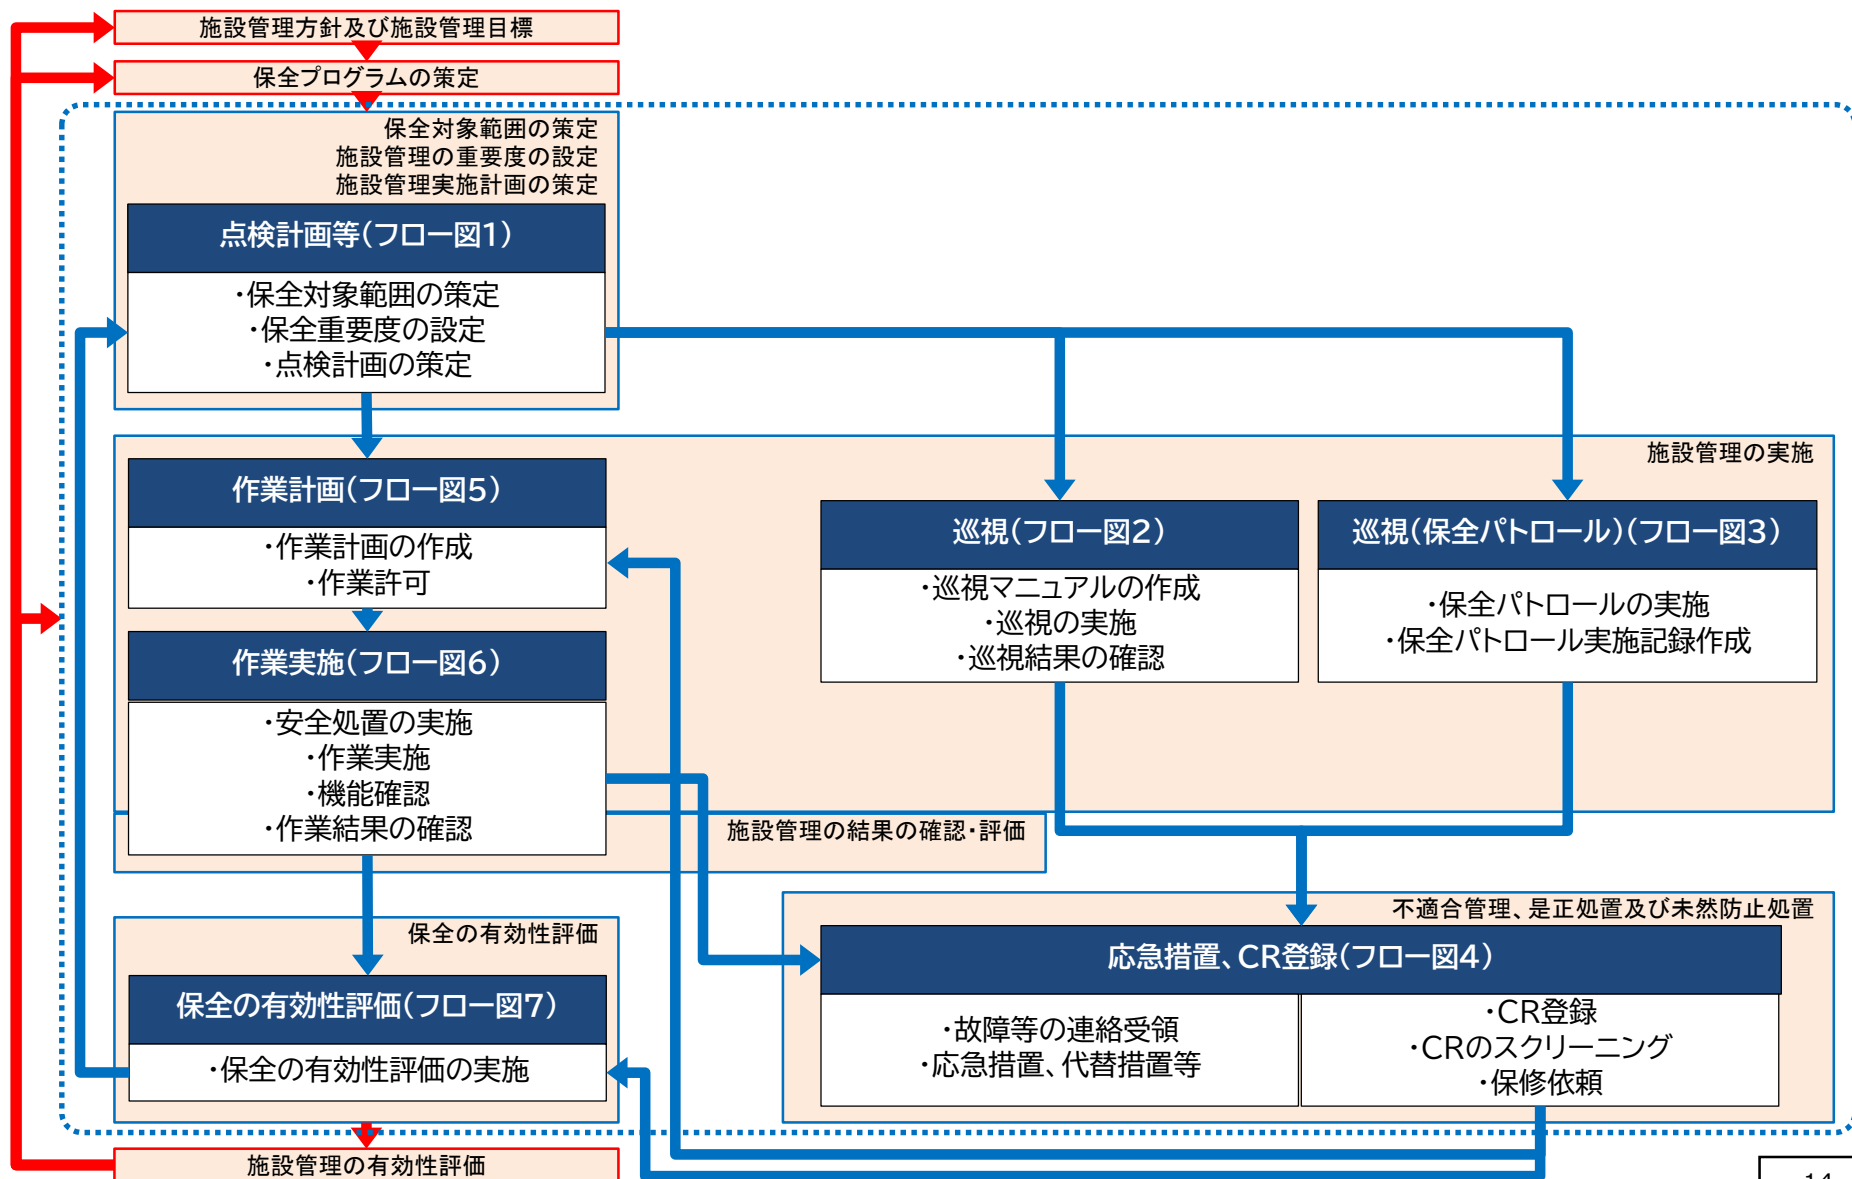 施設管理方針及び施設管理目標
保全プログラムの策定
保全対象範囲の策定
施設管理の重要度の設定
施設管理実施計画の策定
点検計画等(フロー図1)
・保全対象範囲の策定
・保全重要度の設定
・点検計画の策定
施設管理の実施
作業計画(フロー図5)
・作業計画の作成
・作業許可
巡視(フロー図2)
・巡視マニュアルの作成
・巡視の実施
・巡視結果の確認
巡視(保全パトロール)(フロー図3)
・保全パトロールの実施
・保全パトロール実施記録作成
作業実施(フロー図6)
・安全処置の実施
・作業実施
・機能確認
・作業結果の確認
施設管理の結果の確認・評価
不適合管理、是正処置及び未然防止処置
応急措置、CR登録(フロー図4)
・故障等の連絡受領
・応急措置、代替措置等
・CR登録
・CRのスクリーニング
・保修依頼
保全の有効性評価
保全の有効性評価(フロー図7)
・保全の有効性評価の実施
施設管理の有効性評価
14